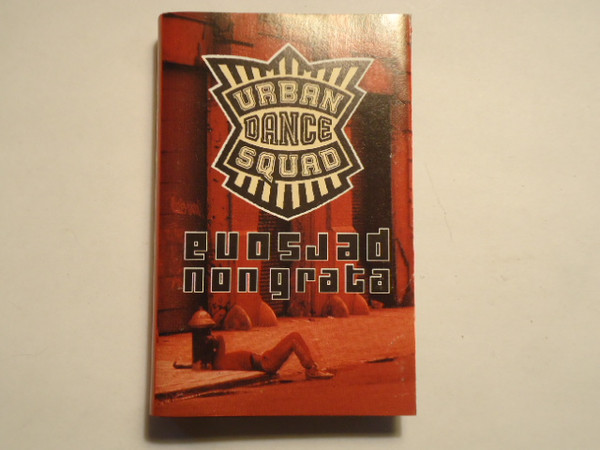 URBAN
DANCE
SQUAD
persona
non grata